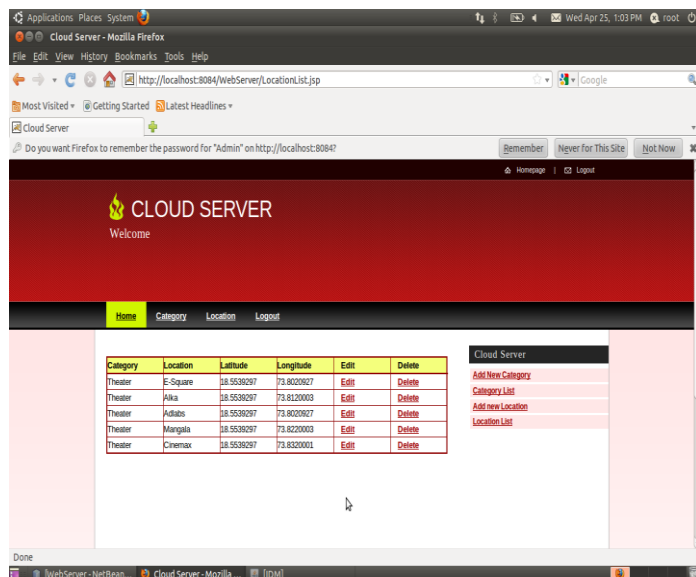 Applications Places System Wed Apr 25, 1:03 PM root
Cloud Server - Mozilla Firefox
File Edit View History Bookmarks Tools Help
http://localhost:8084/WebServer/LocationList.jsp Google
Most Visited Getting Started Latest Headlines
Cloud Server
Do you want Firefox to remember the password for "Admin" on http://localhost:8084? Remember Never for This Site Not Now
Homepage | Logout
CLOUD SERVER
Welcome
Home Category Location Logout
Category Location Latitude Longitude Edit Delete
Theater E-Square 18.5539297 73.8020927 Edit Delete
Theater Alka 18.5539297 73.8120003 Edit Delete
Theater Adlabs 18.5539297 73.8020927 Edit Delete
Theater Mangala 18.5539297 73.8220003 Edit Delete
Theater Cinemax 18.5539297 73.8320001 Edit Delete
Cloud Server
Add New Category
Category List
Add new Location
Location List
Done
[WebServer - NetBean... Cloud Server - Mozilla ... [IDM]